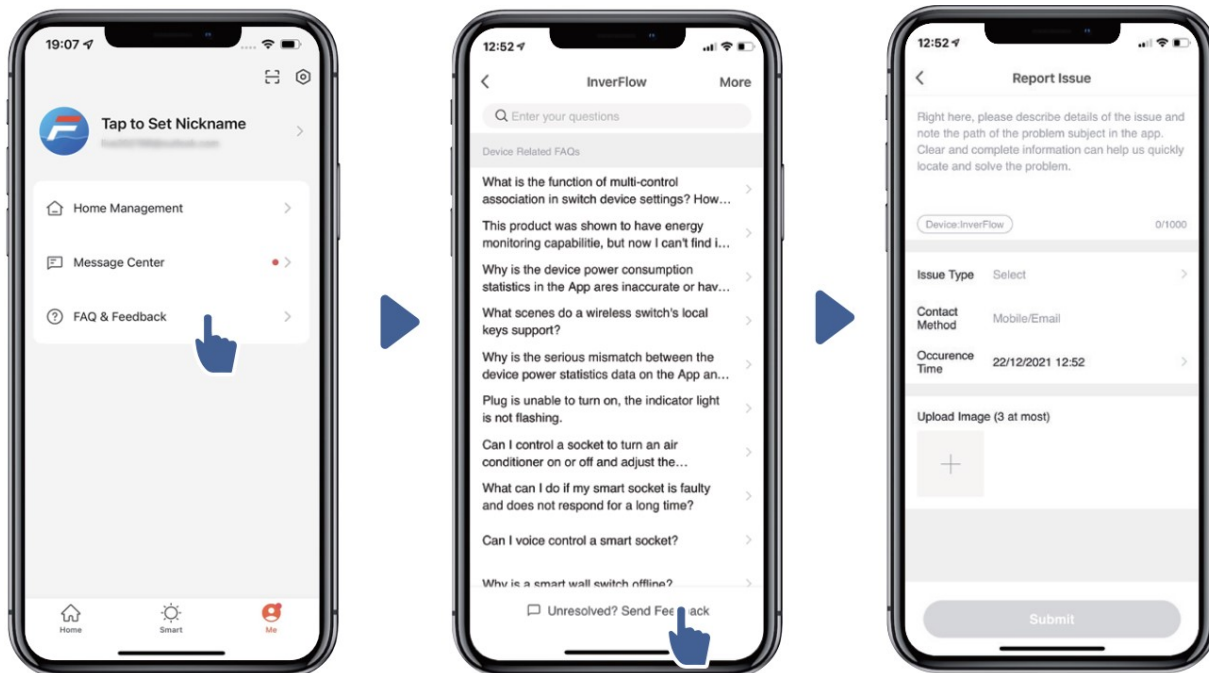 19:07
Tap to Set Nickname
Home Management
Message Center
FAQ & Feedback
Home
Smart
Me
12:52
InverFlow
More
Enter your questions
Device Related FAQs
What is the function of multi-control
association in switch device settings? How...
This product was shown to have energy
monitoring capabilitie, but now I can't find i...
Why is the device power consumption
statistics in the App ares inaccurate or hav...
What scenes do a wireless switch's local
keys support?
Why is the serious mismatch between the
device power statistics data on the App an...
Plug is unable to turn on, the indicator light
is not flashing.
Can I control a socket to turn an air
conditioner on or off and adjust the...
What can I do if my smart socket is faulty
and does not respond for a long time?
Can I voice control a smart socket?
Why is a smart wall switch offline?
Unresolved? Send Feedback
12:52
Report Issue
Right here, please describe details of the issue and
note the path of the problem subject in the app.
Clear and complete information can help us quickly
locate and solve the problem.
Device:InverFlow
0/1000
Issue Type Select
Contact
Method
Mobile/Email
Occurence
Time
22/12/2021 12:52
Upload Image (3 at most)
Submit